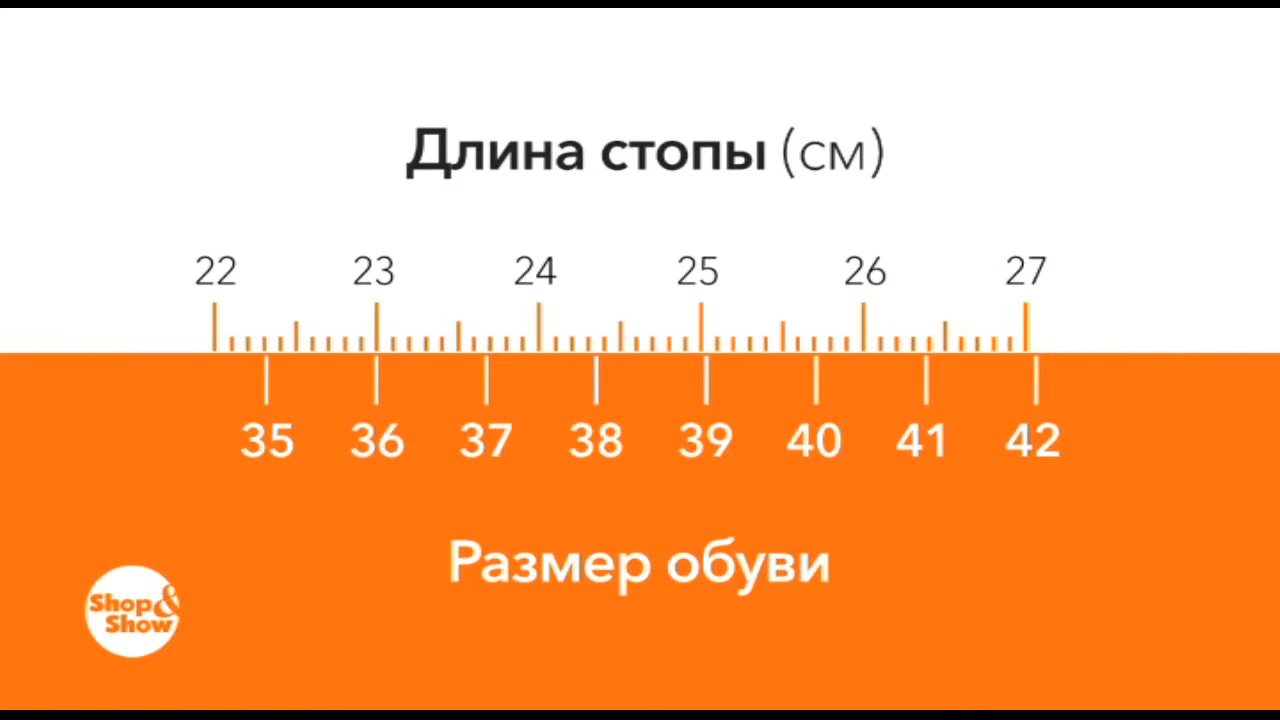 Длина стопы (см)
22 23 24 25 26 27
35 36 37 38 39 40 41 42
Размер обуви
Shop&
Show